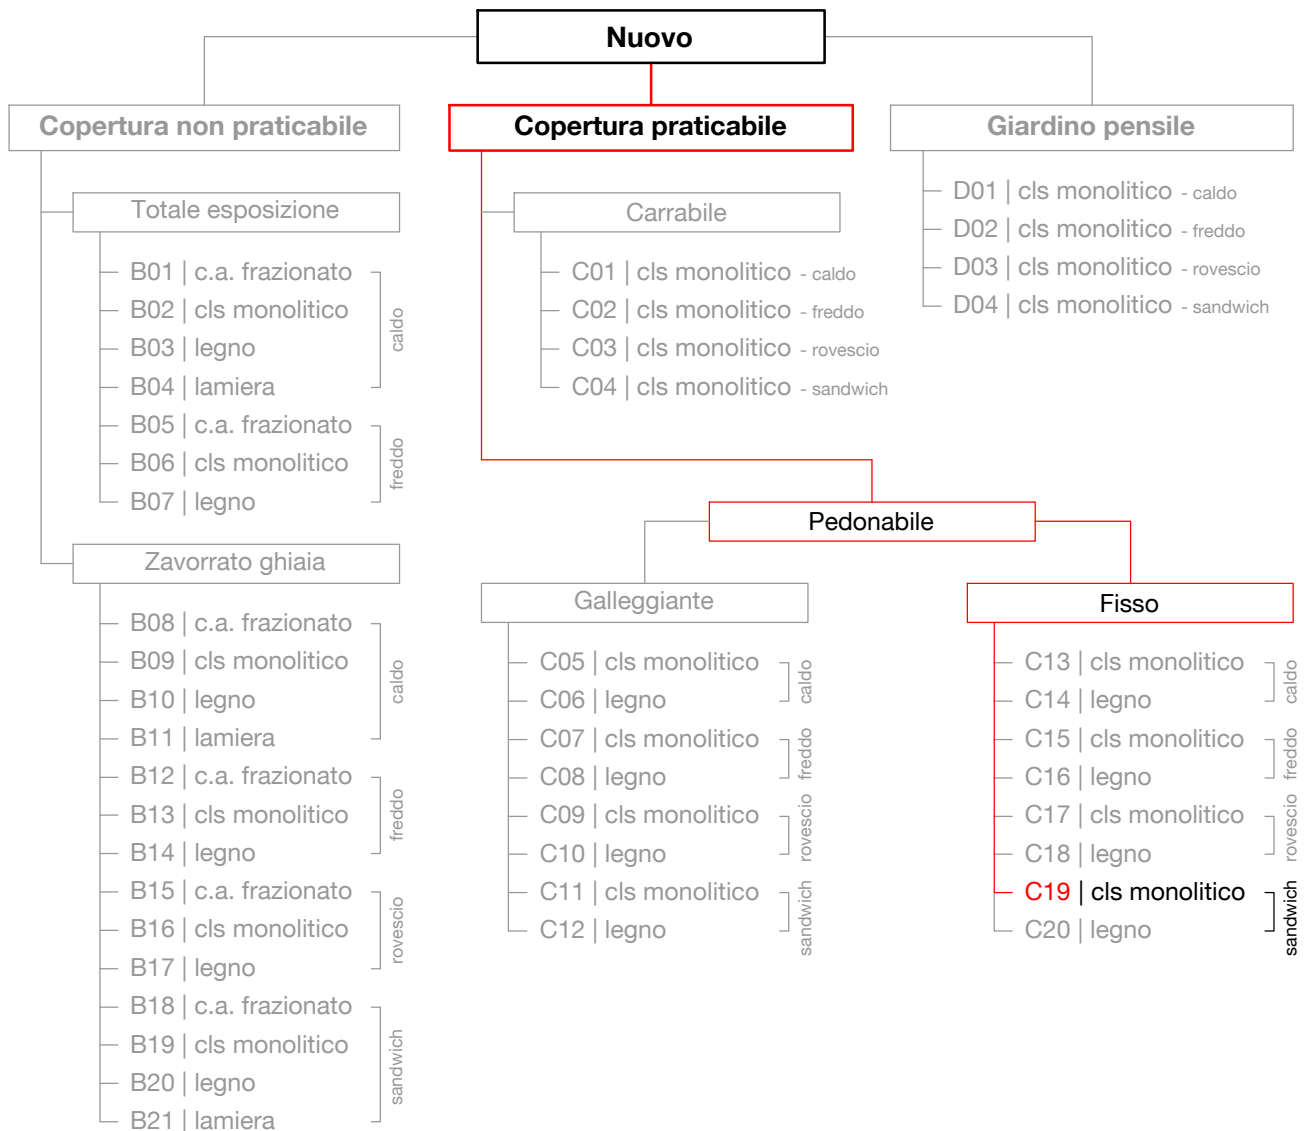 Nuovo
Copertura non praticabile
Totale esposizione
B01 | c.a. frazionato
B02 | cls monolitico
B03 | legno
B04 | lamiera
caldo
B05 | c.a. frazionato
B06 | cls monolitico
B07 | legno
freddo
Zavorrato ghiaia
B08 | c.a. frazionato
B09 | cls monolitico
B10 | legno
B11 | lamiera
caldo
B12 | c.a. frazionato
B13 | cls monolitico
B14 | legno
freddo
B15 | c.a. frazionato
B16 | cls monolitico
B17 | legno
rovescio
B18 | c.a. frazionato
B19 | cls monolitico
B20 | legno
B21 | lamiera
sandwich
Copertura praticabile
Carrabile
C01 | cls monolitico - caldo
C02 | cls monolitico - freddo
C03 | cls monolitico - rovescio
C04 | cls monolitico - sandwich
Pedonabile
Galleggiante
C05 | cls monolitico
C06 | legno
caldo
C07 | cls monolitico
C08 | legno
freddo
C09 | cls monolitico
C10 | legno
rovescio
C11 | cls monolitico
C12 | legno
sandwich
Fisso
C13 | cls monolitico
C14 | legno
caldo
C15 | cls monolitico
C16 | legno
freddo
C17 | cls monolitico
C18 | legno
rovescio
C19 | cls monolitico
C20 | legno
sandwich
Giardino pensile
D01 | cls monolitico - caldo
D02 | cls monolitico - freddo
D03 | cls monolitico - rovescio
D04 | cls monolitico - sandwich